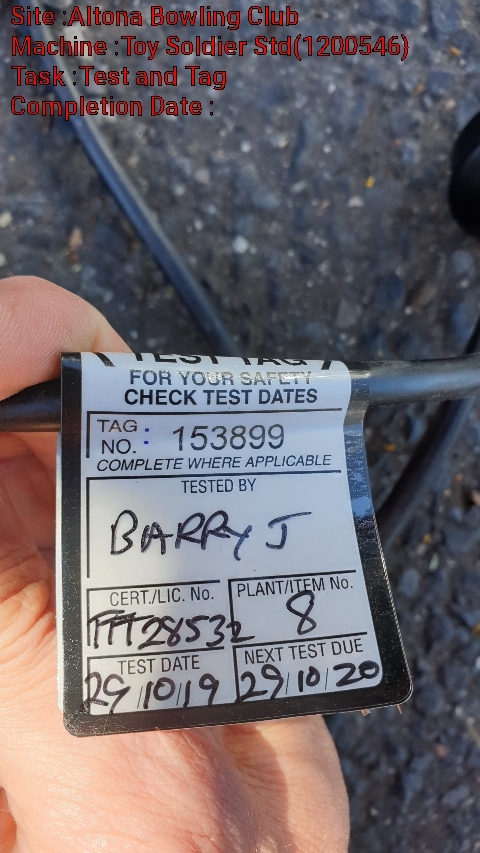 Site :Altona Bowling Club
Machine :Toy Soldier Std(1200546)
Task :Test and Tag
Completion Date :
TEST TAG
FOR YOUR SAFETY
CHECK TEST DATES
TAG
NO. : 153899
COMPLETE WHERE APPLICABLE
TESTED BY
BARRY J
CERT./LIC. No. PLANT/ITEM No.
TTT28532 8
TEST DATE NEXT TEST DUE
29/10/19 29/10/20